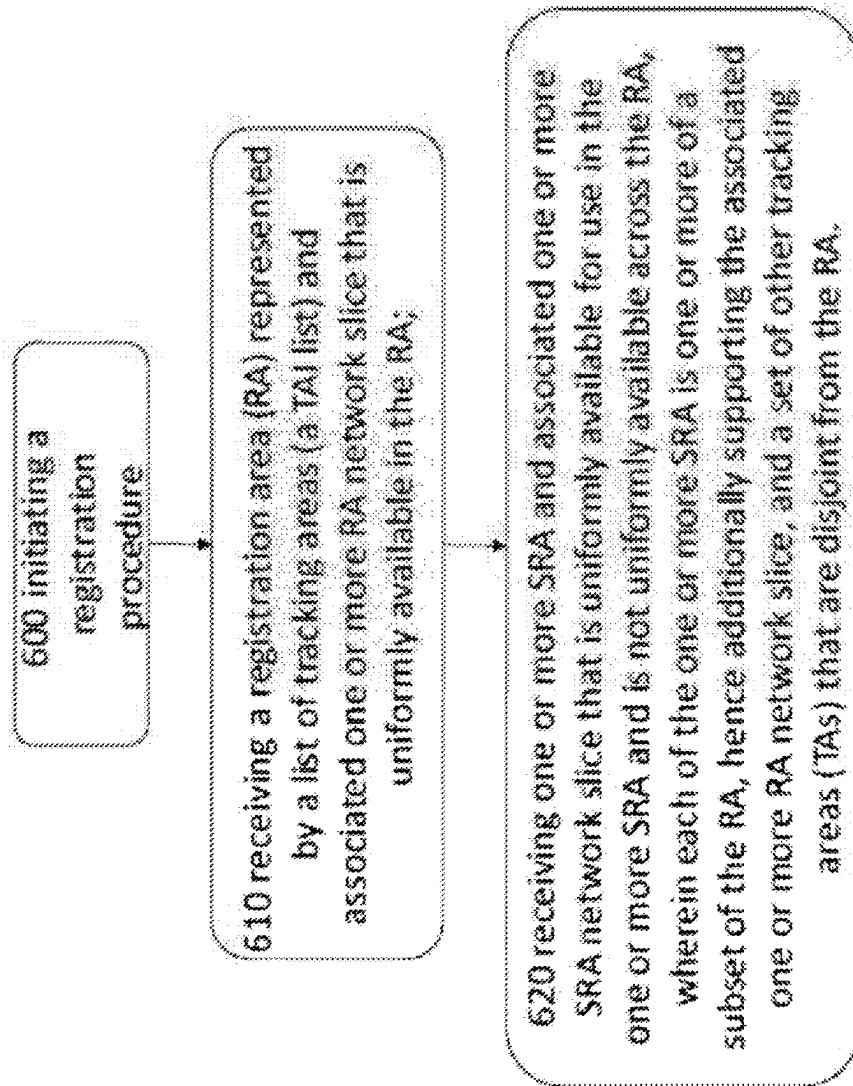 600 initiating a
registration
procedure
610 receiving a registration area (RA) represented
by a list of tracking areas (a TAI list) and
associated one or more RA network slice that is
uniformly available in the RA;
620 receiving one or more SRA and associated one or more
SRA network slice that is uniformly available for use in the
one or more SRA and is not uniformly available across the RA,
wherein each of the one or more SRA is one or more of a
subset of the RA, hence additionally supporting the associated
one or more RA network slice, and a set of other tracking
areas (TAs) that are disjoint from the RA.